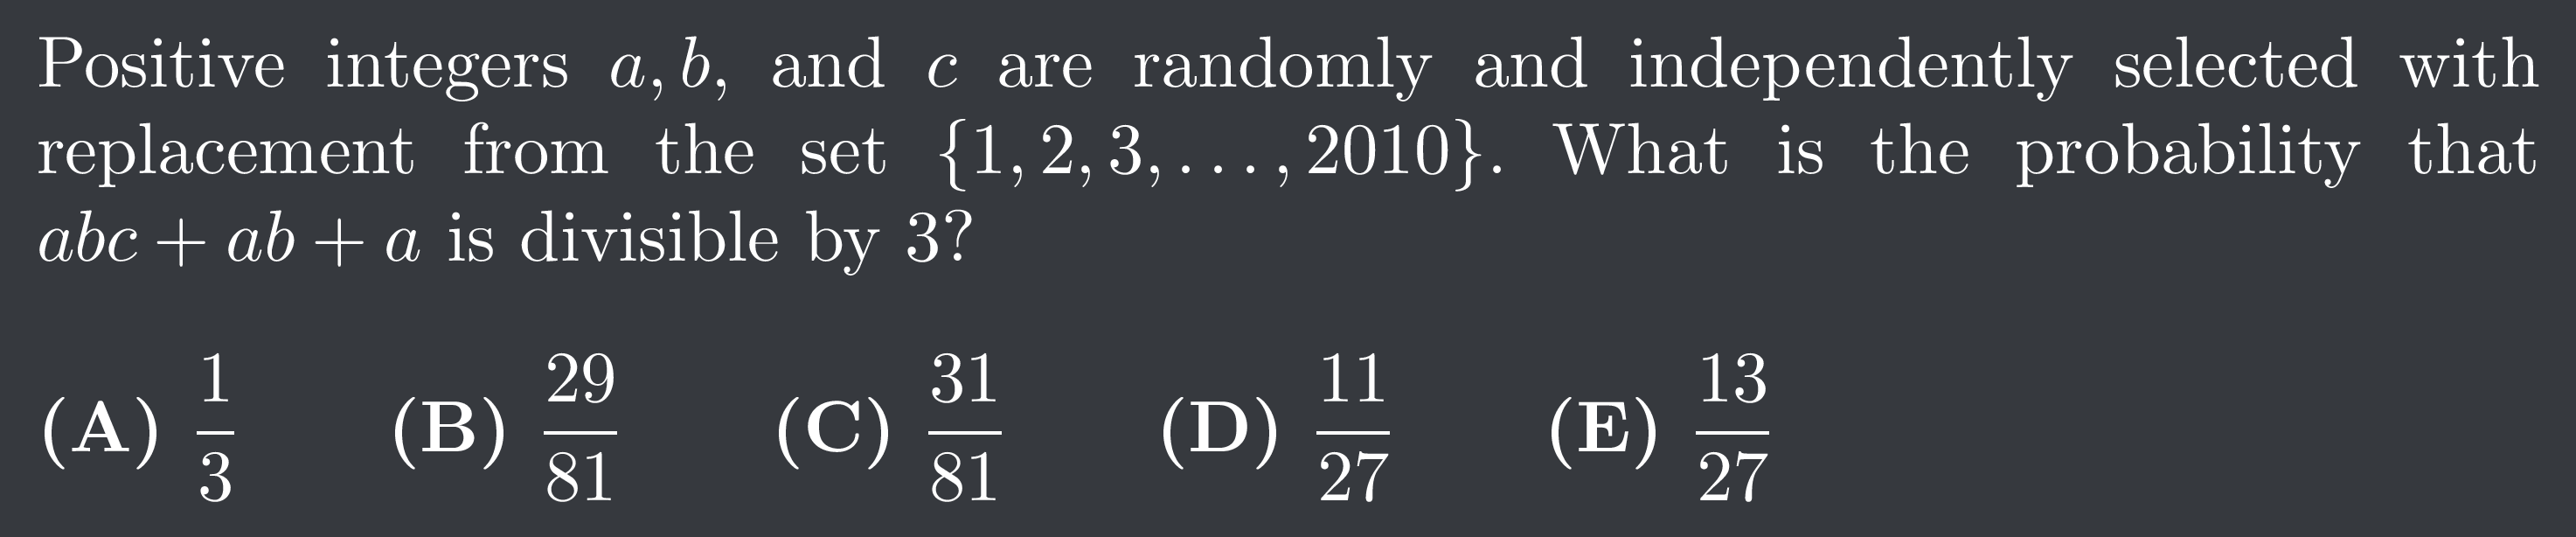 Positive integers a, b, and c are randomly and independently selected with
replacement from the set {1, 2, 3, . . . , 2010}. What is the probability that
abc + ab + a is divisible by 3?
(A) 1/3 (B) 29/81 (C) 31/81 (D) 11/27 (E) 13/27